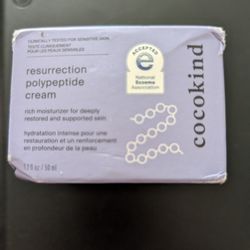 CLINICALLY TESTED FOR SENSITIVE SKIN
TESTÉ CLINIQUEMENT
POUR LES PEAUX SENSIBLES
resurrection
polypeptide
cream
rich moisturizer for deeply
restored and supported skin
hydratation intense pour une
restauration et un renforcement
en profondeur de la peau
1.7 fl oz / 50 ml
ACCEPTED
National
Eczema
Association
cocokind